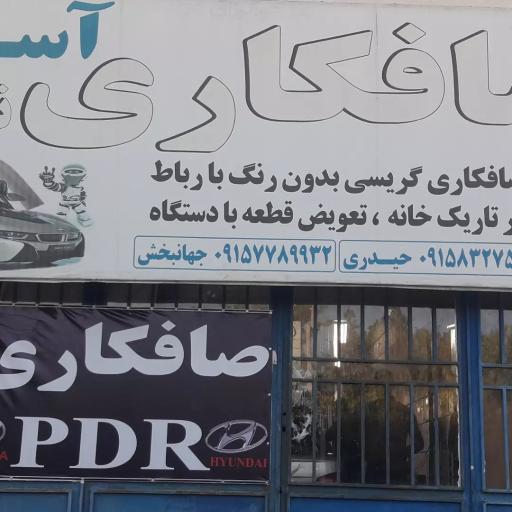 آسـ
صافکاری
صافکاری گریسی بدون رنگ با رباط
در تاریک خانه ، تعویض قطعه با دستگاه
حیدری
۰۹۱۵۷۷۸۹۹۳۲ جهانبخش
صافکاری
PDR
HYUNDAI